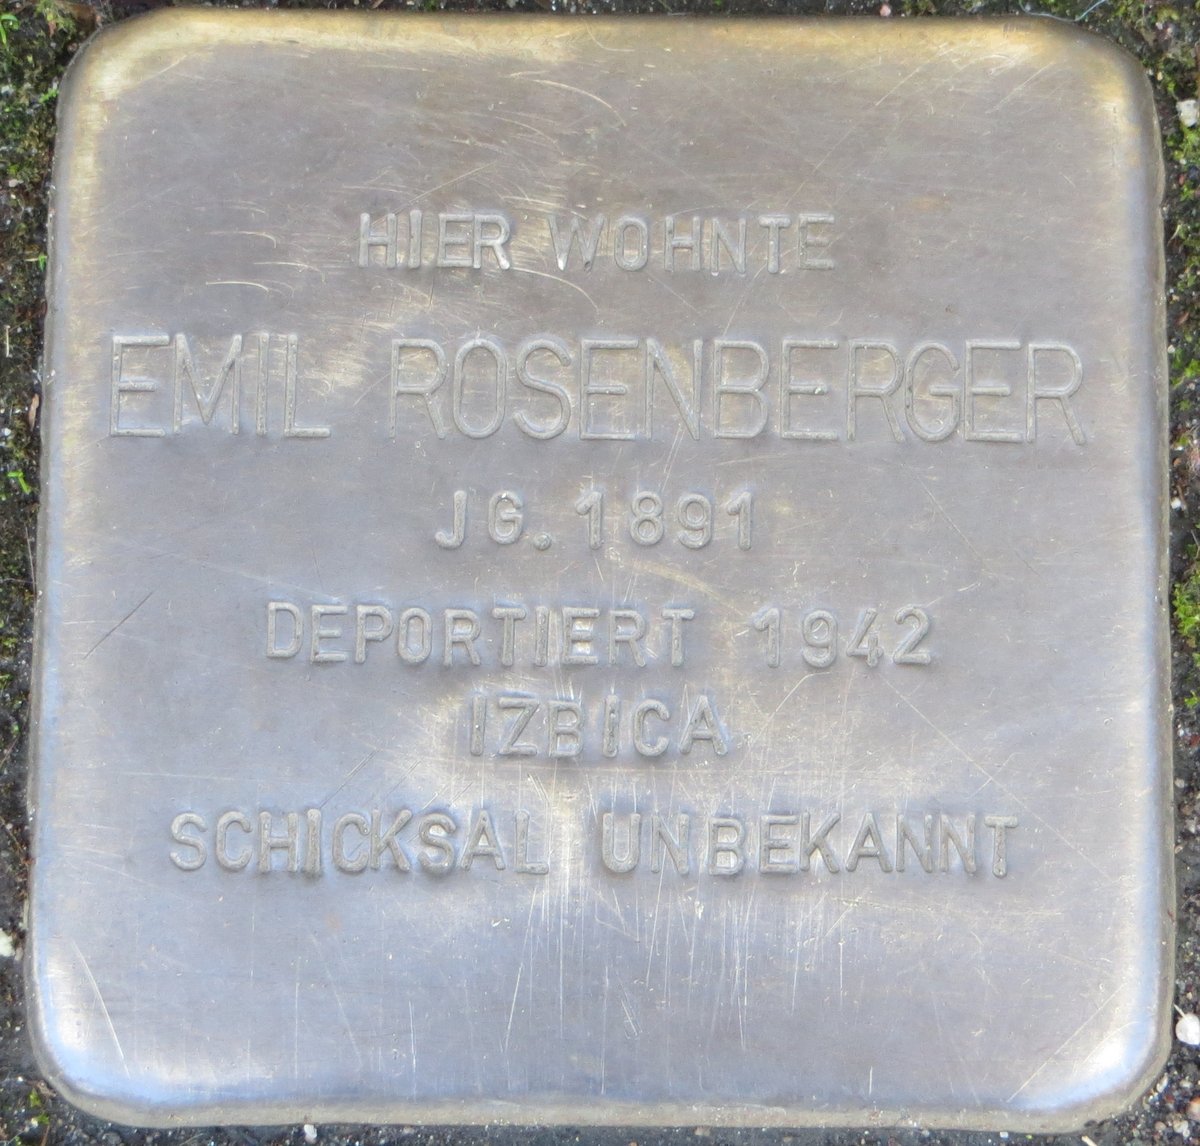 HIER WOHNTE
EMIL ROSENBERGER
JG. 1891
DEPORTIERT 1942
IZBICA
SCHICKSAL UNBEKANNT